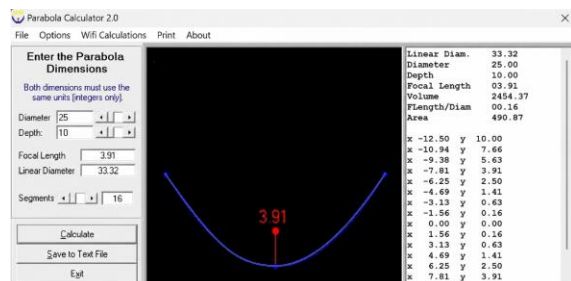 Parabola Calculator 2.0
File Options Wifi Calculations Print About
Enter the Parabola
Dimensions
Both dimensions must use the
same units [integers only].
Diameter 25
Depth: 10
Focal Length 3.91
Linear Diameter 33.32
Segments 16
Calculate
Save to Text File
Exit
3.91
Linear Diam. 33.32
Diameter 25.00
Depth 10.00
Focal Length 03.91
Volume 2454.37
FLength/Diam 00.16
Area 490.87
x -12.50 y 10.00
x -10.94 y 7.66
x -9.38 y 5.63
x -7.81 y 3.91
x -6.25 y 2.50
x -4.69 y 1.41
x -3.13 y 0.63
x -1.56 y 0.16
x 0.00 y 0.00
x 1.56 y 0.16
x 3.13 y 0.63
x 4.69 y 1.41
x 6.25 y 2.50
x 7.81 y 3.91